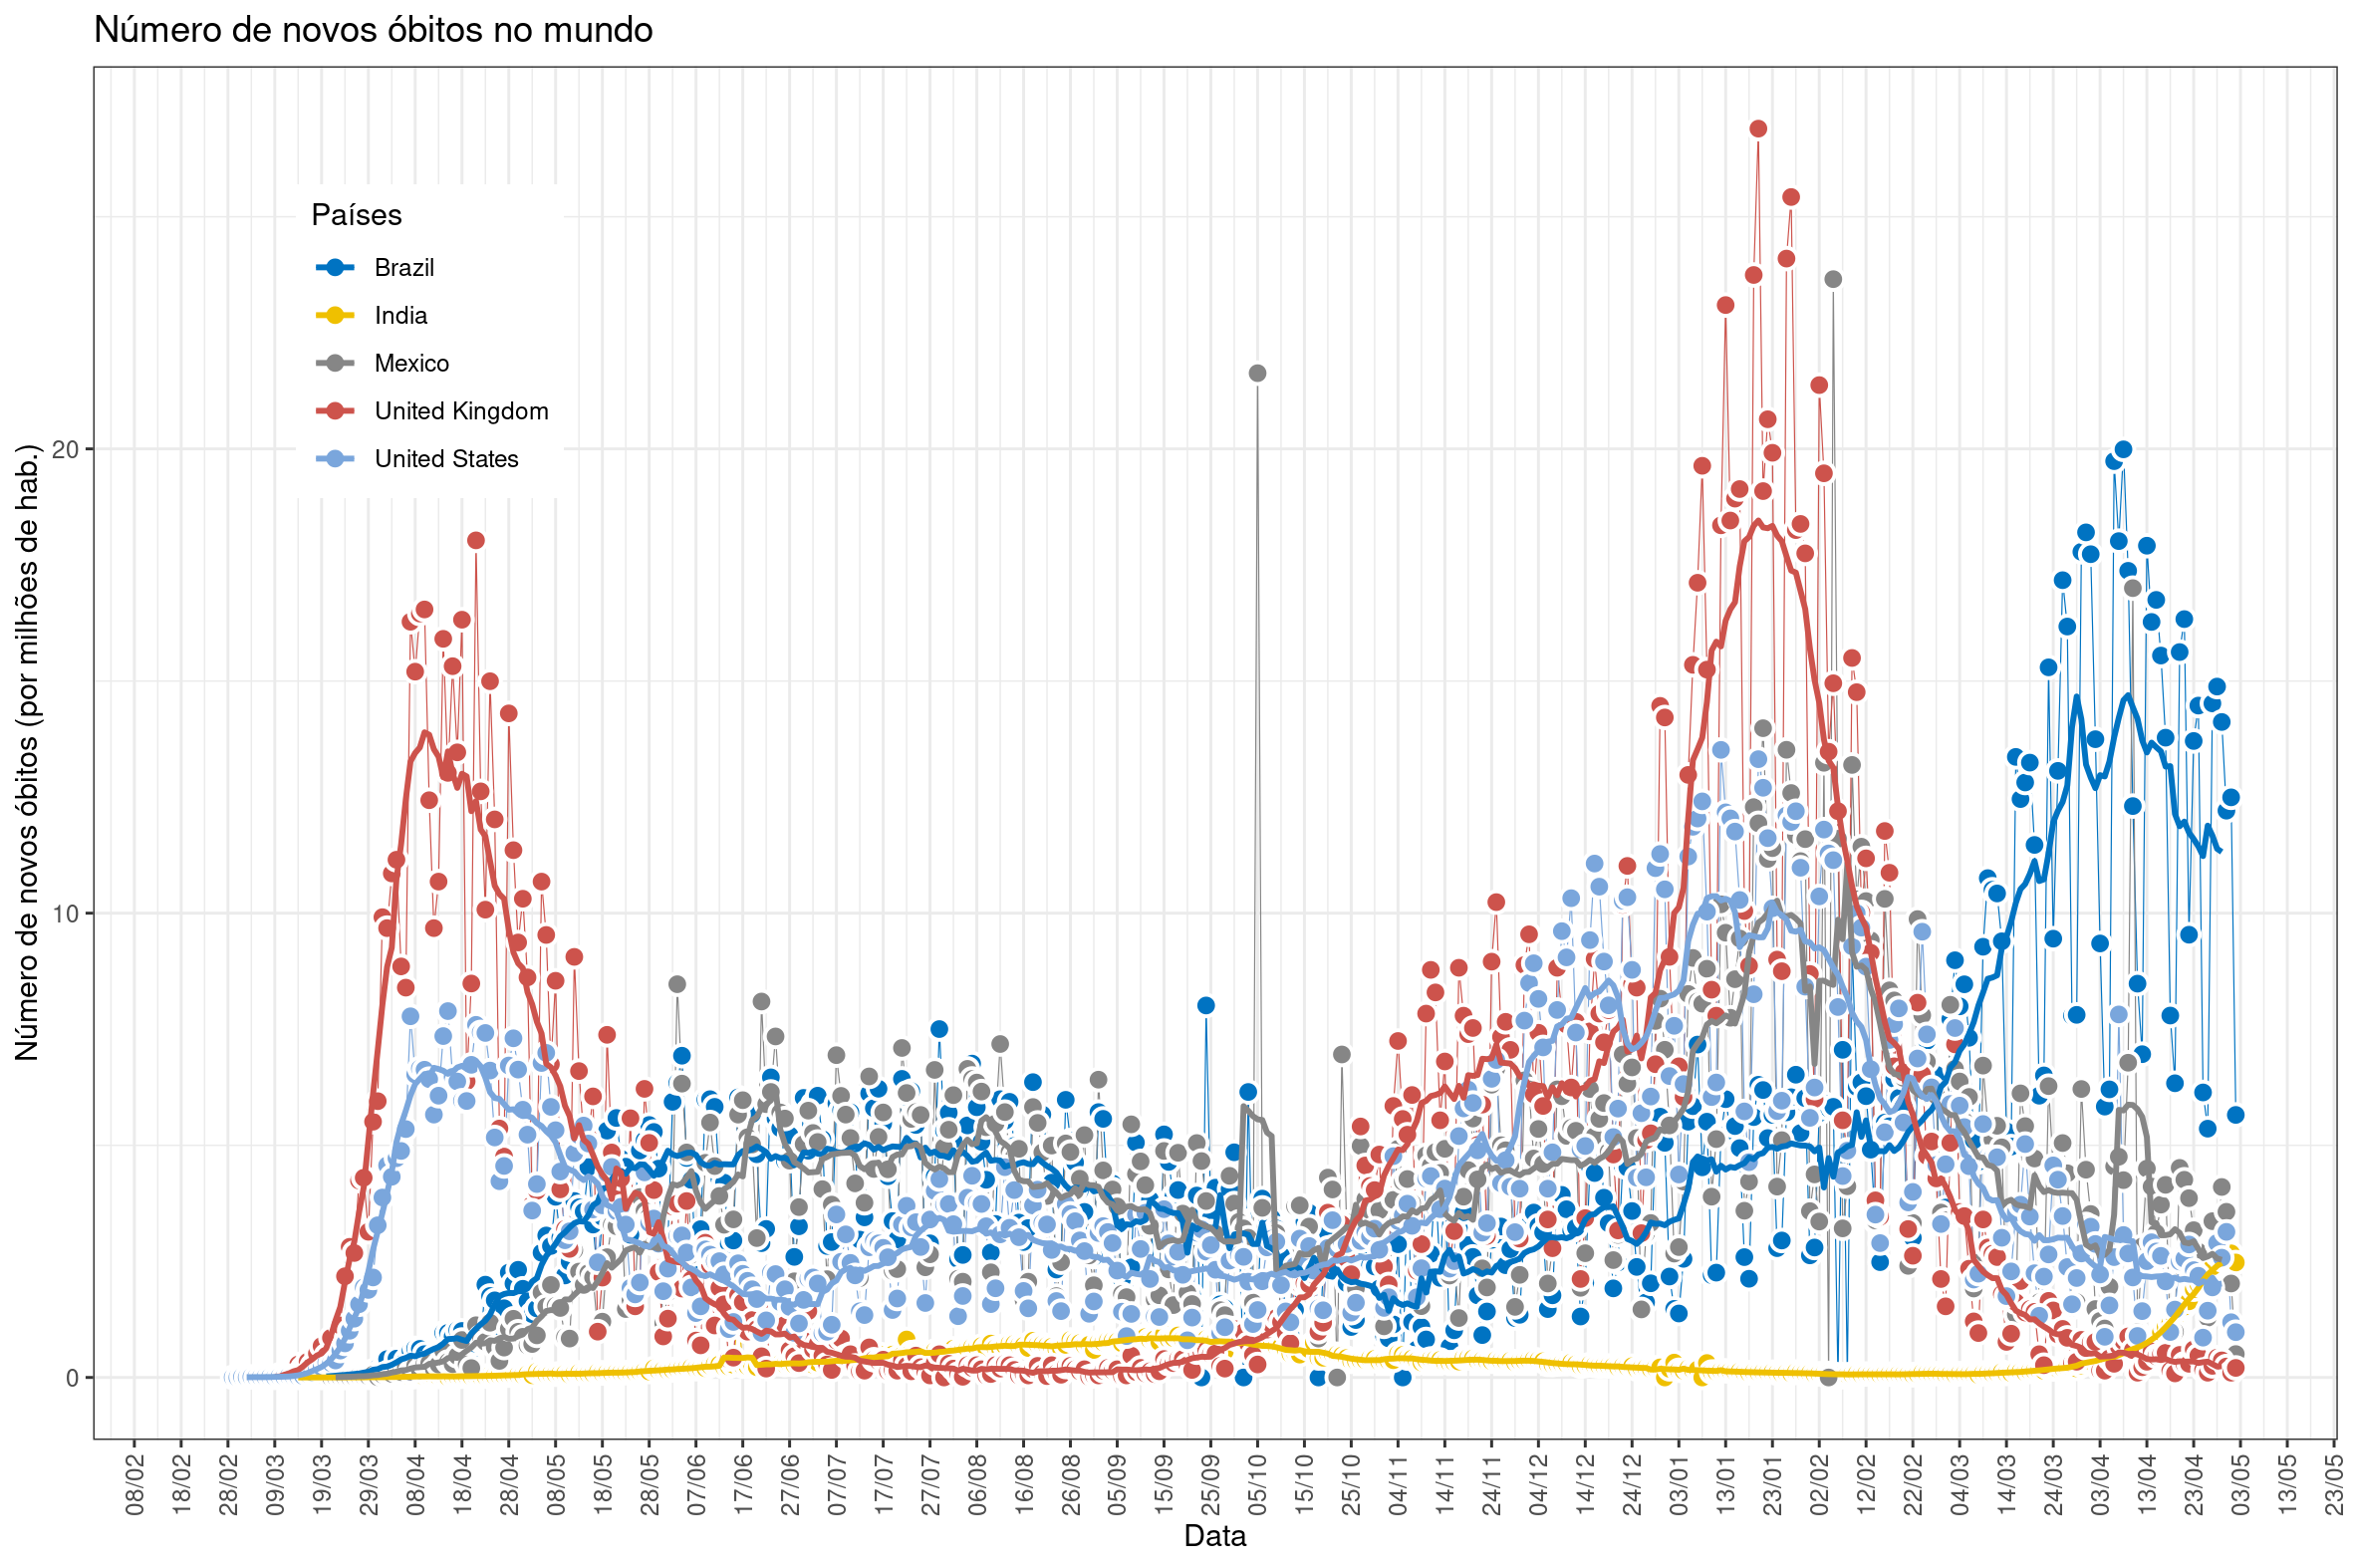 Número de novos óbitos no mundo
Países
Brazil
India
Mexico
United Kingdom
United States
Número de novos óbitos (por milhões de hab.)
20
10
0
08/02 18/02 28/02 09/03 19/03 29/03 08/04 18/04 28/04 08/05 18/05 28/05 07/06 17/06 27/06 07/07 17/07 27/07 06/08 16/08 26/08 05/09 15/09 25/09 05/10 15/10 25/10 04/11 14/11 24/11 04/12 14/12 24/12 03/01 13/01 23/01 02/02 12/02 22/02 04/03 14/03 24/03 03/04 13/04 23/04 03/05 13/05 23/05
Data